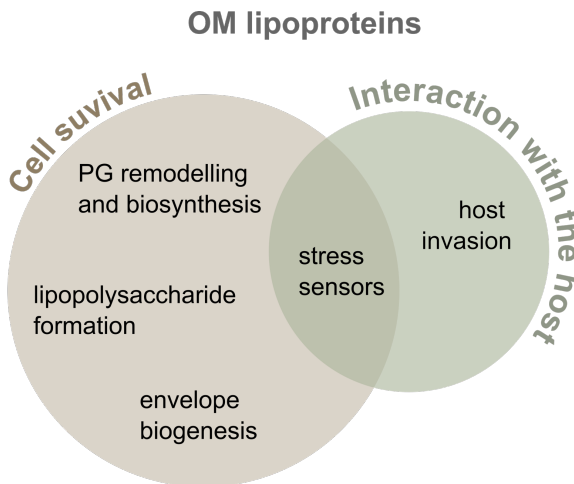 OM lipoproteins
Cell suvival
Interaction with the host
PG remodelling
and biosynthesis
host
invasion
stress
sensors
lipopolysaccharide
formation
envelope
biogenesis